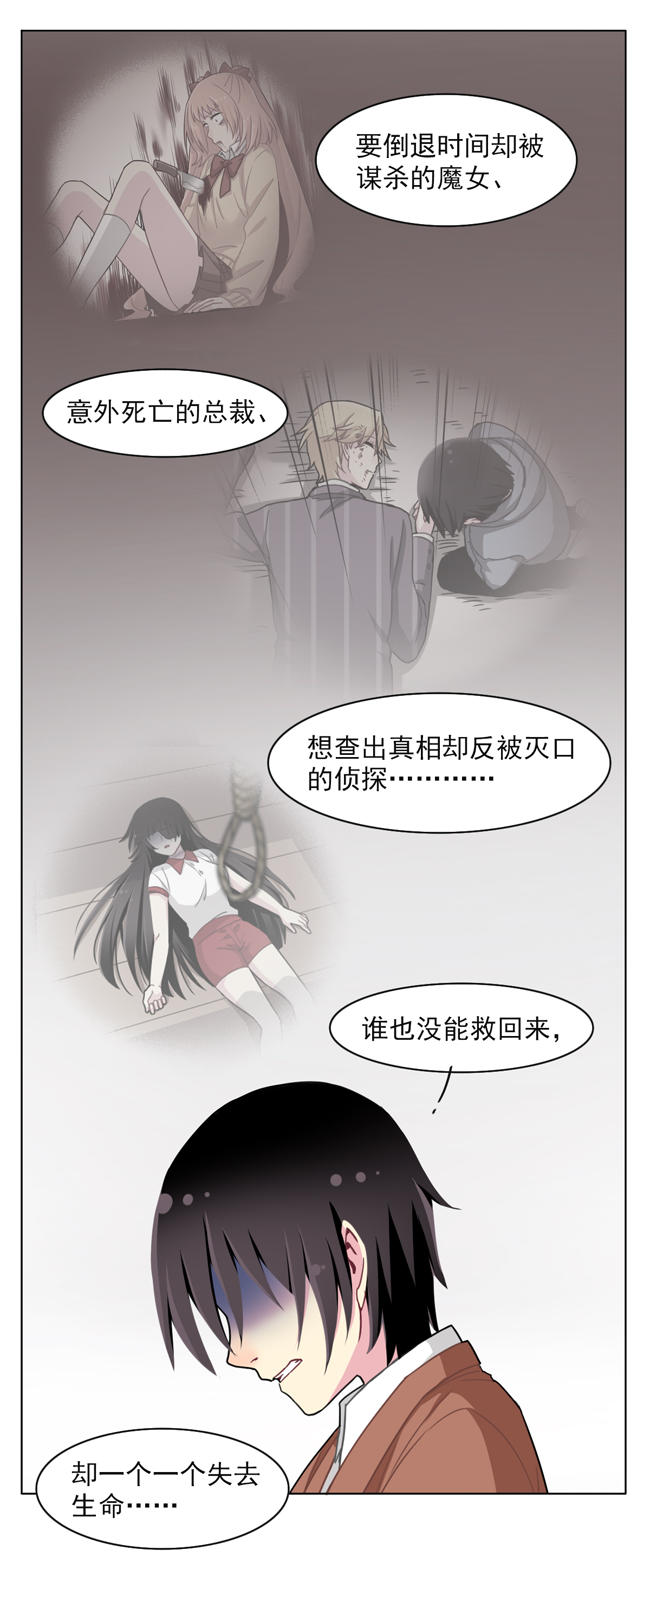 要倒退时间却被
谋杀的魔女、
意外死亡的总裁、
想查出真相却反被灭口
的侦探…………
谁也没能救回来，
却一个一个失去
生命……